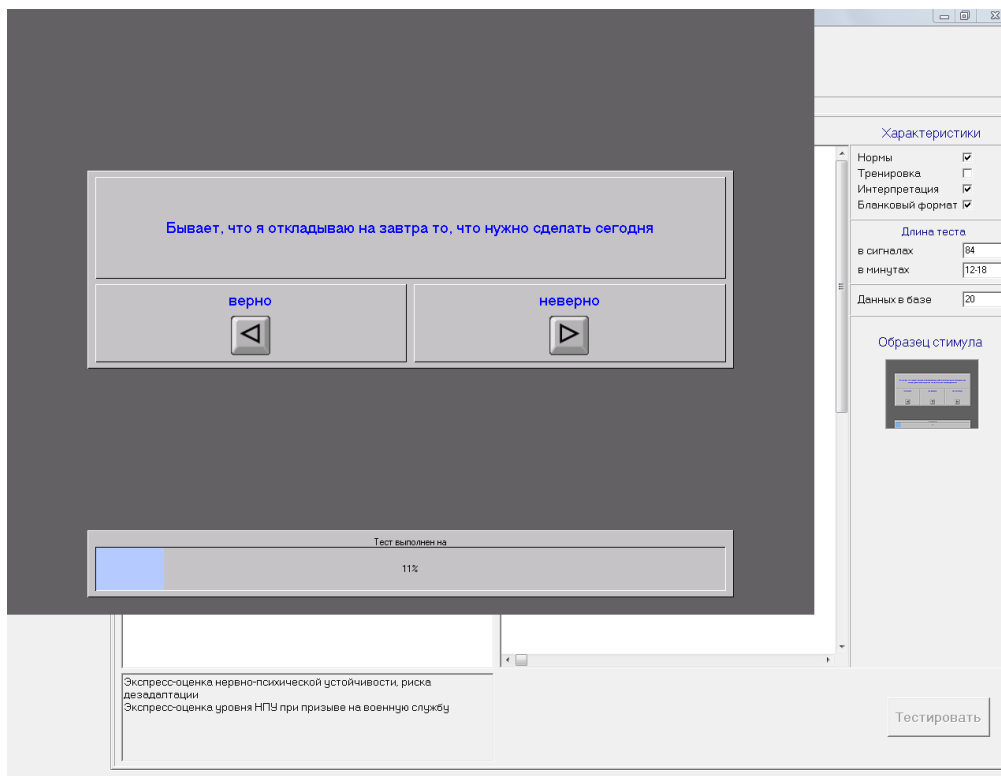 Бывает, что я откладываю на завтра то, что нужно сделать сегодня
верно
неверно
Тест выполнен на
11%
Характеристики
Нормы
Тренировка
Интерпретация
Бланковый формат
Длина теста
в сигналах 84
в минутах 12-18
Данных в базе 20
Образец стимула
Экспресс-оценка нервно-психической устойчивости, риска
дезадаптации
Экспресс-оценка уровня НПУ при призыве на военную службу
Тестировать